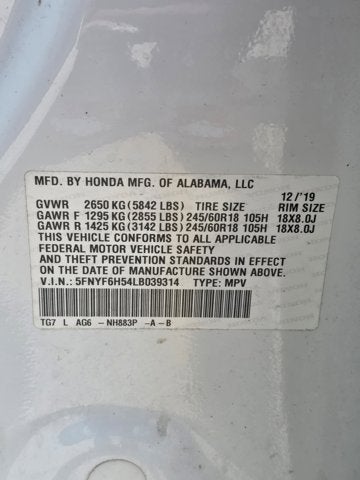 MFD. BY HONDA MFG. OF ALABAMA, LLC
12/'19
GVWR 2650 KG (5842 LBS) TIRE SIZE RIM SIZE
GAWR F 1295 KG (2855 LBS) 245/60R18 105H 18X8.0J
GAWR R 1425 KG (3142 LBS) 245/60R18 105H 18X8.0J
THIS VEHICLE CONFORMS TO ALL APPLICABLE
FEDERAL MOTOR VEHICLE SAFETY
AND THEFT PREVENTION STANDARDS IN EFFECT
ON THE DATE OF MANUFACTURE SHOWN ABOVE.
V.I.N.: 5FNYF6H54LB039314 TYPE: MPV
TG7 L AG6 -NH883P -A-B